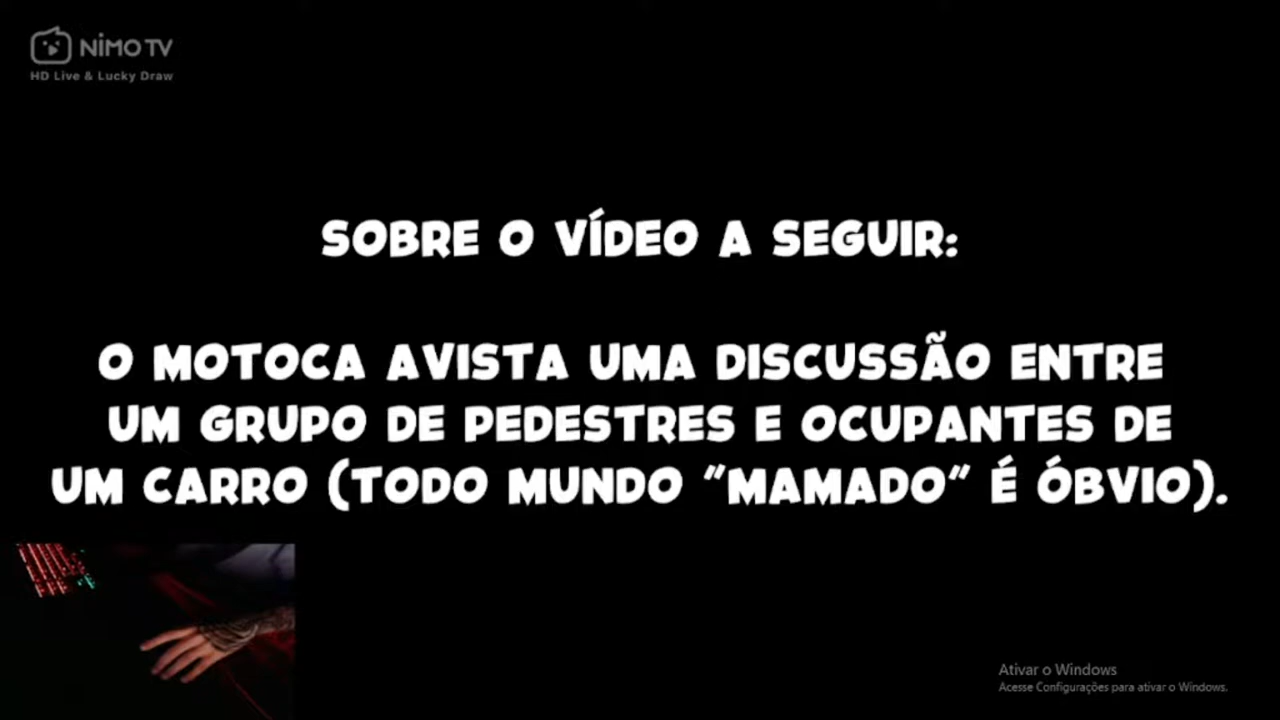 NIMO TV
HD Live & Lucky Draw
SOBRE O VÍDEO A SEGUIR:
O MOTOCA AVISTA UMA DISCUSSÃO ENTRE
UM GRUPO DE PEDESTRES E OCUPANTES DE
UM CARRO (TODO MUNDO "MAMADO" É ÓBVIO).
Ativar o Windows
Acesse Configurações para ativar o Windows.